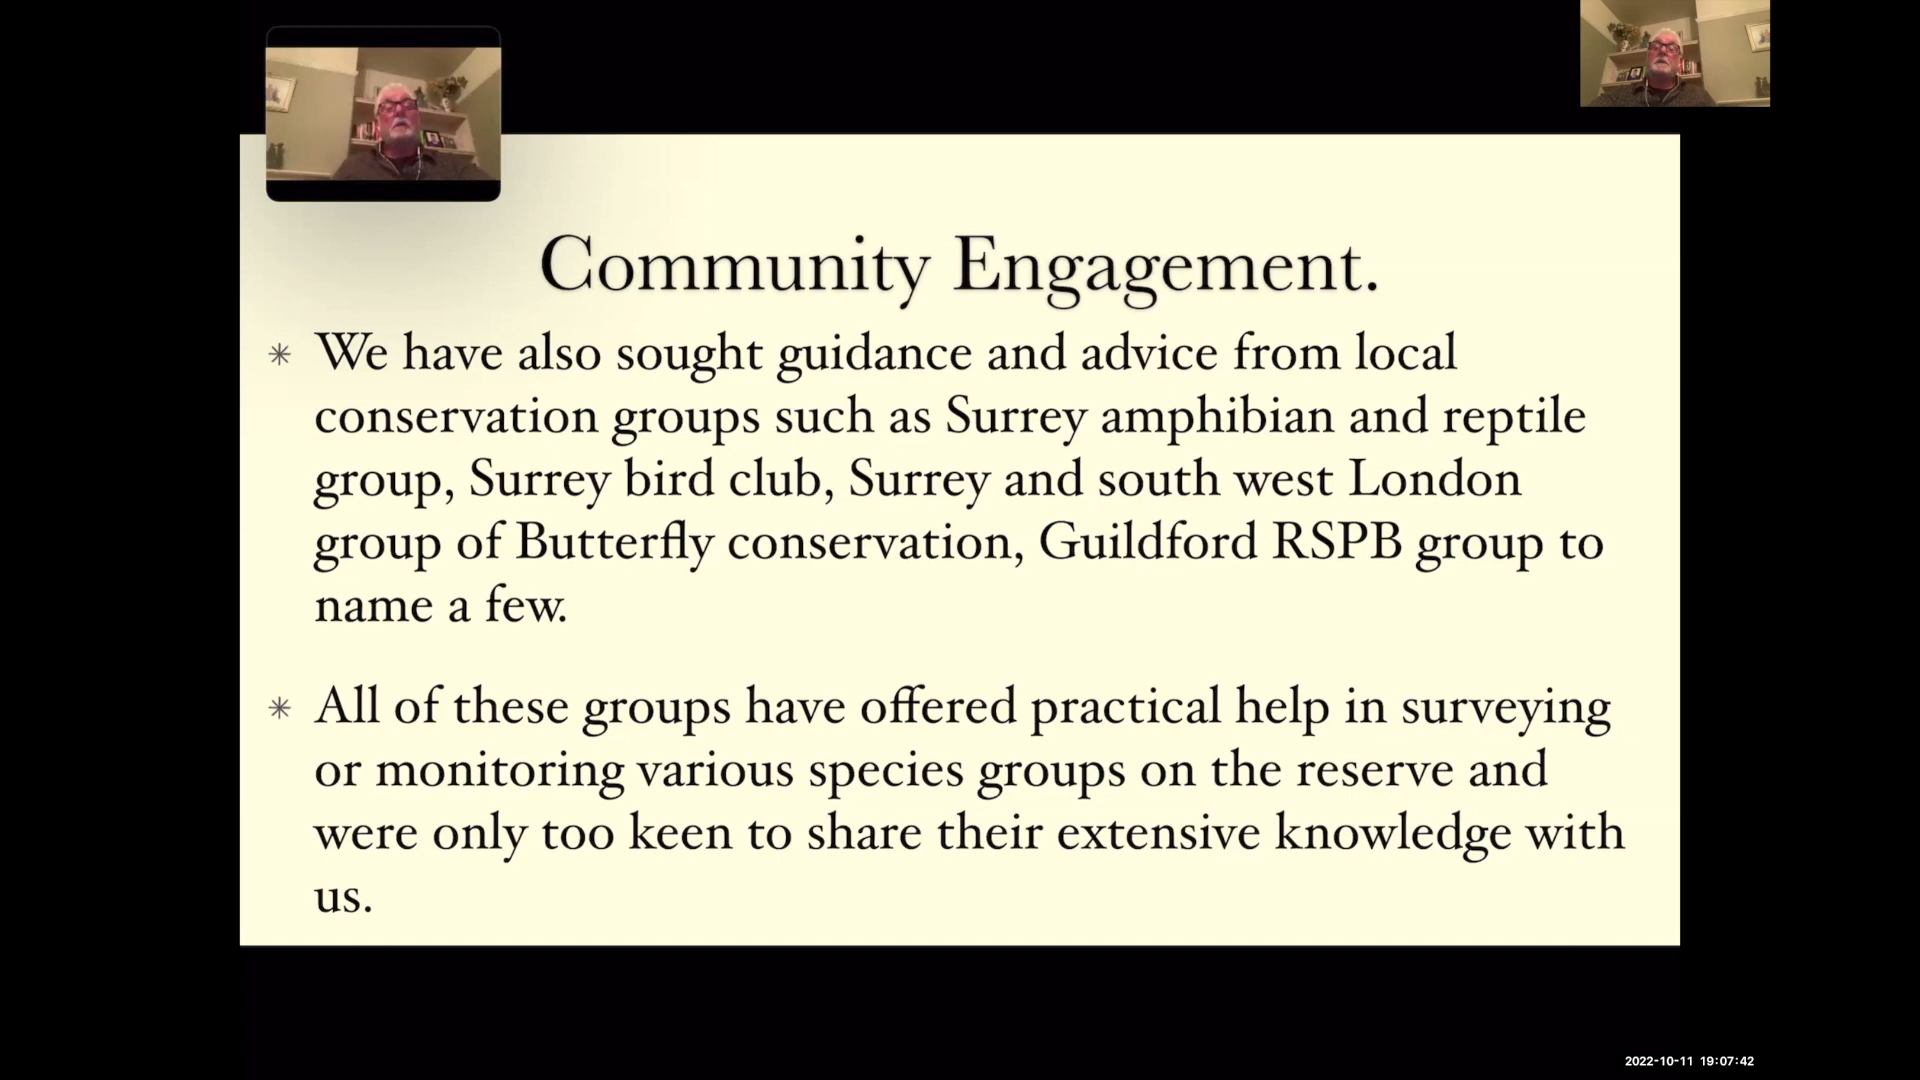 Community Engagement.
✳ We have also sought guidance and advice from local
conservation groups such as Surrey amphibian and reptile
group, Surrey bird club, Surrey and south west London
group of Butterfly conservation, Guildford RSPB group to
name a few.
✳ All of these groups have offered practical help in surveying
or monitoring various species groups on the reserve and
were only too keen to share their extensive knowledge with
us.
2022-10-11 19:07:42